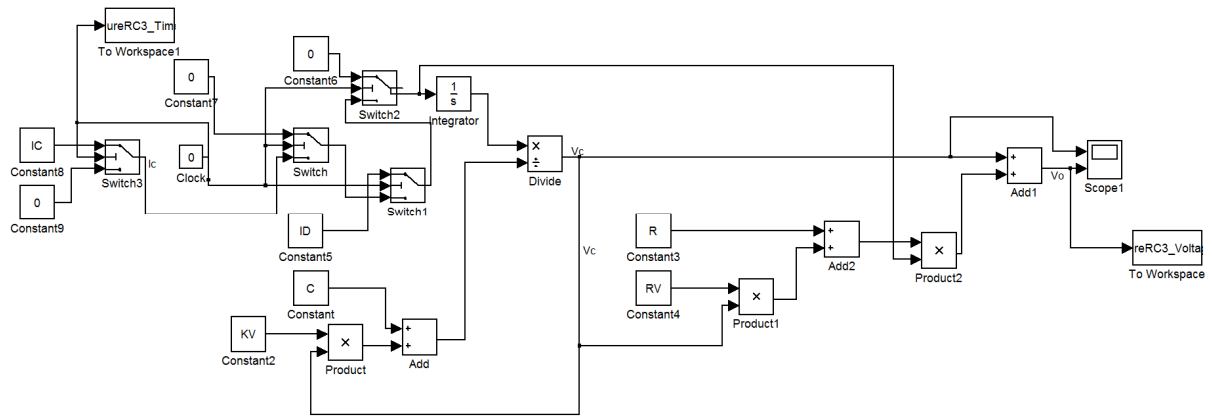 ureRC3_Tim
To Workspace1
0
Constant6
0
Constant7
Switch2
1
s
Integrator
IC
Constant8
Ic
Switch3
0
Clock
Switch
×
÷
Divide
Vc
0
Constant9
Switch1
ID
Constant5
Vc
C
Constant
KV
Constant2
×
Product
+
+
Add
R
Constant3
RV
Constant4
×
Product1
+
+
Add2
×
Product2
+
+
Add1
Vo
Scope1
reRC3_Volta
To Workspace